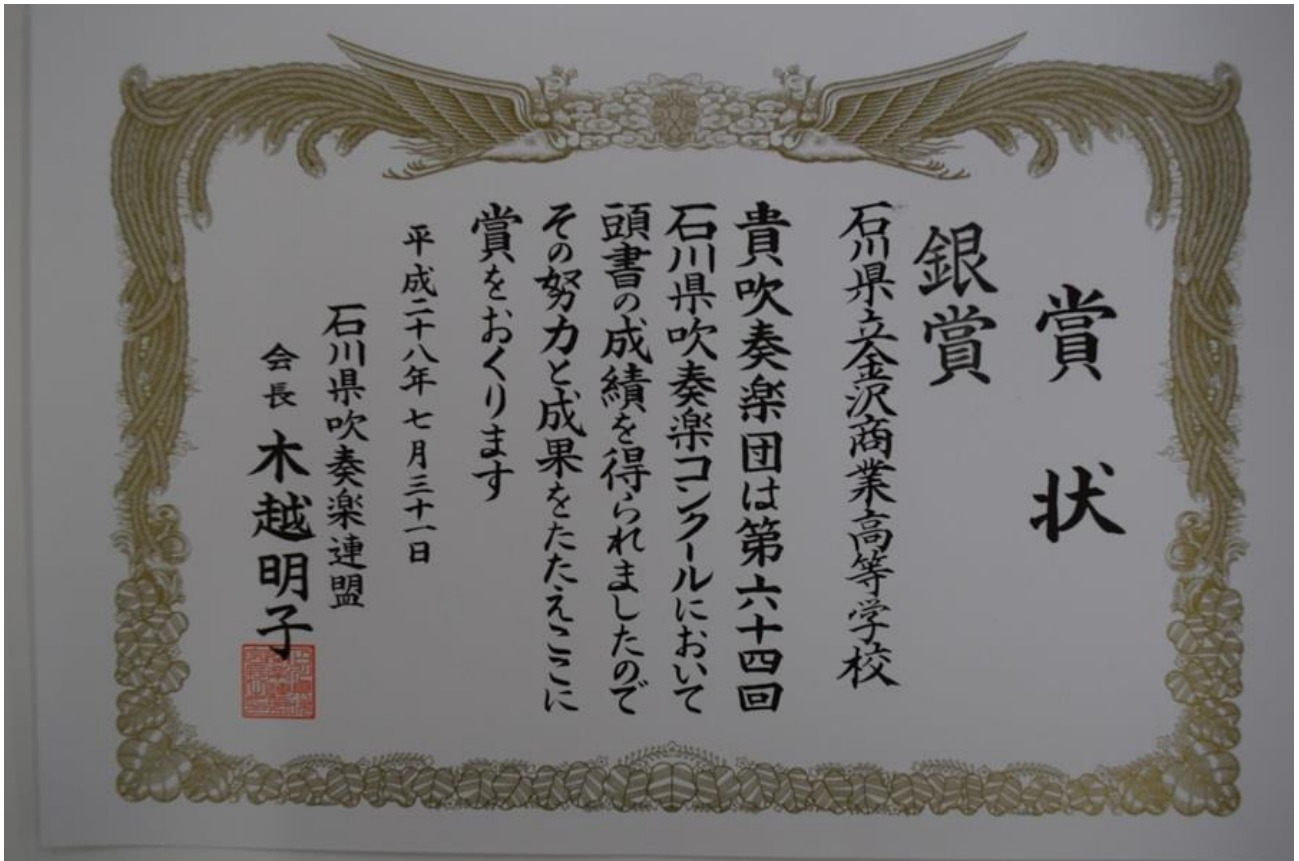 賞状
銀賞
石川県立金沢商業高等学校
貴吹奏楽団は第六十四回
石川県吹奏楽コンクールにおいて
頭書の成績を得られましたので
その努力と成果をたたえここに
賞をおくります
平成二十八年七月三十一日
石川県吹奏楽連盟
会長 木越明子